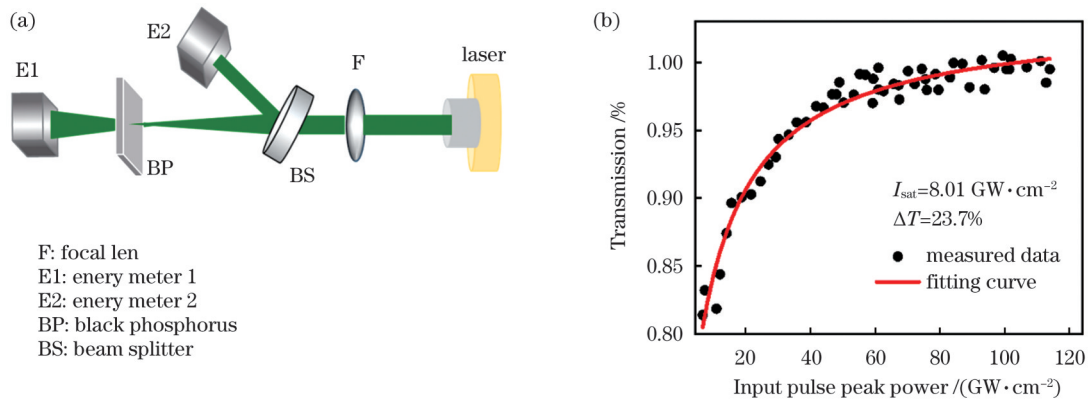 (a)
E1
E2
F
laser
BP
BS
F: focal len
E1: enery meter 1
E2: enery meter 2
BP: black phosphorus
BS: beam splitter
(b)
Transmission /%
1.00
0.95
0.90
0.85
0.80
I_sat=8.01 GW·cm⁻²
ΔT=23.7%
measured data
fitting curve
20 40 60 80 100 120
Input pulse peak power /(GW·cm⁻²)